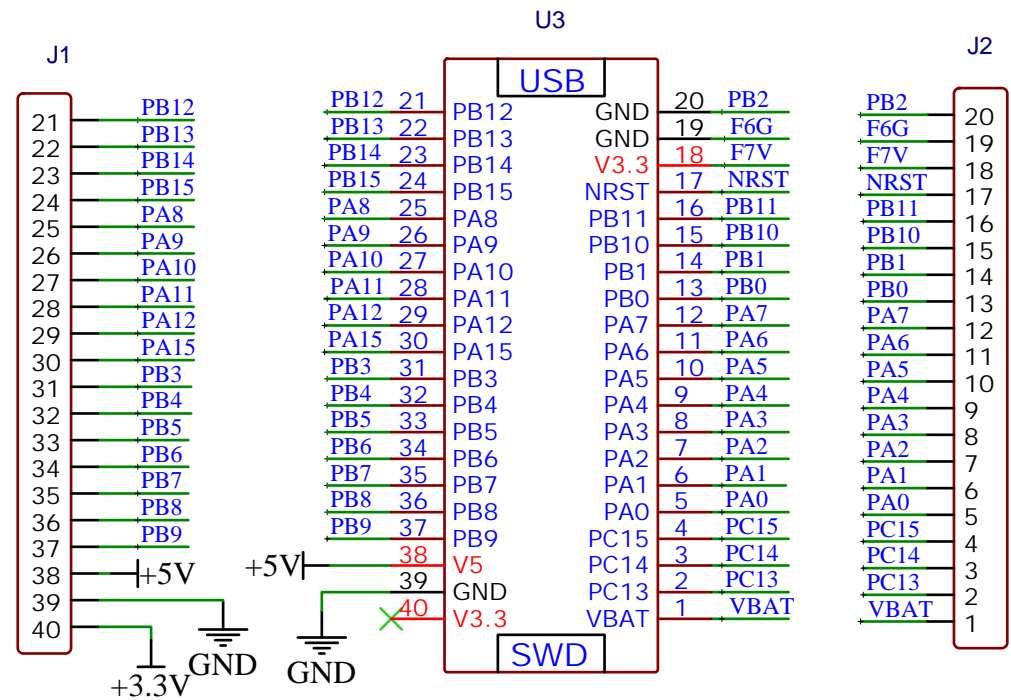 U3
J1
J2
USB
SWD
21 PB12
22 PB13
23 PB14
24 PB15
25 PA8
26 PA9
27 PA10
28 PA11
29 PA12
30 PA15
31 PB3
32 PB4
33 PB5
34 PB6
35 PB7
36 PB8
37 PB9
38 +5V
39
40
GND
+3.3V
PB12 21 PB12
PB13 22 PB13
PB14 23 PB14
PB15 24 PB15
PA8 25 PA8
PA9 26 PA9
PA10 27 PA10
PA11 28 PA11
PA12 29 PA12
PA15 30 PA15
PB3 31 PB3
PB4 32 PB4
PB5 33 PB5
PB6 34 PB6
PB7 35 PB7
PB8 36 PB8
PB9 37 PB9
+5V 38 V5
39 GND
40 V3.3
GND
GND 20 PB2
GND 19 F6G
V3.3 18 F7V
NRST 17 NRST
PB11 16 PB11
PB10 15 PB10
PB1 14 PB1
PB0 13 PB0
PA7 12 PA7
PA6 11 PA6
PA5 10 PA5
PA4 9 PA4
PA3 8 PA3
PA2 7 PA2
PA1 6 PA1
PA0 5 PA0
PC15 4 PC15
PC14 3 PC14
PC13 2 PC13
VBAT 1 VBAT
PB2 20
F6G 19
F7V 18
NRST 17
PB11 16
PB10 15
PB1 14
PB0 13
PA7 12
PA6 11
PA5 10
PA4 9
PA3 8
PA2 7
PA1 6
PA0 5
PC15 4
PC14 3
PC13 2
VBAT 1